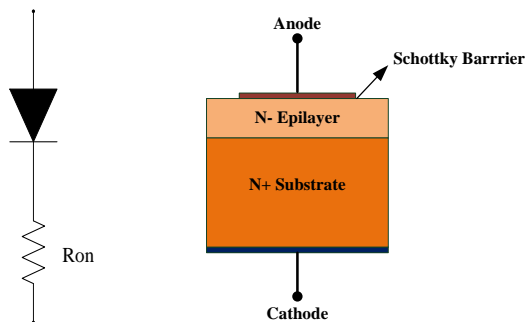 Anode
Schottky Barrrier
N- Epilayer
N+ Substrate
Ron
Cathode